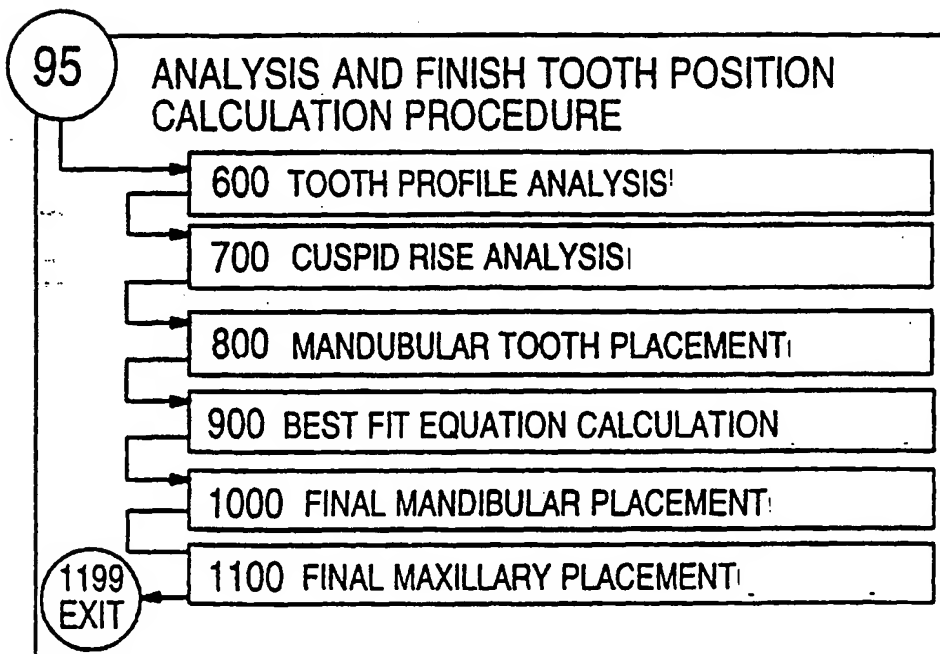 95
ANALYSIS AND FINISH TOOTH POSITION
CALCULATION PROCEDURE
600 TOOTH PROFILE ANALYSIS
700 CUSPID RISE ANALYSIS
800 MANDUBULAR TOOTH PLACEMENT
900 BEST FIT EQUATION CALCULATION
1000 FINAL MANDIBULAR PLACEMENT
1100 FINAL MAXILLARY PLACEMENT
1199
EXIT